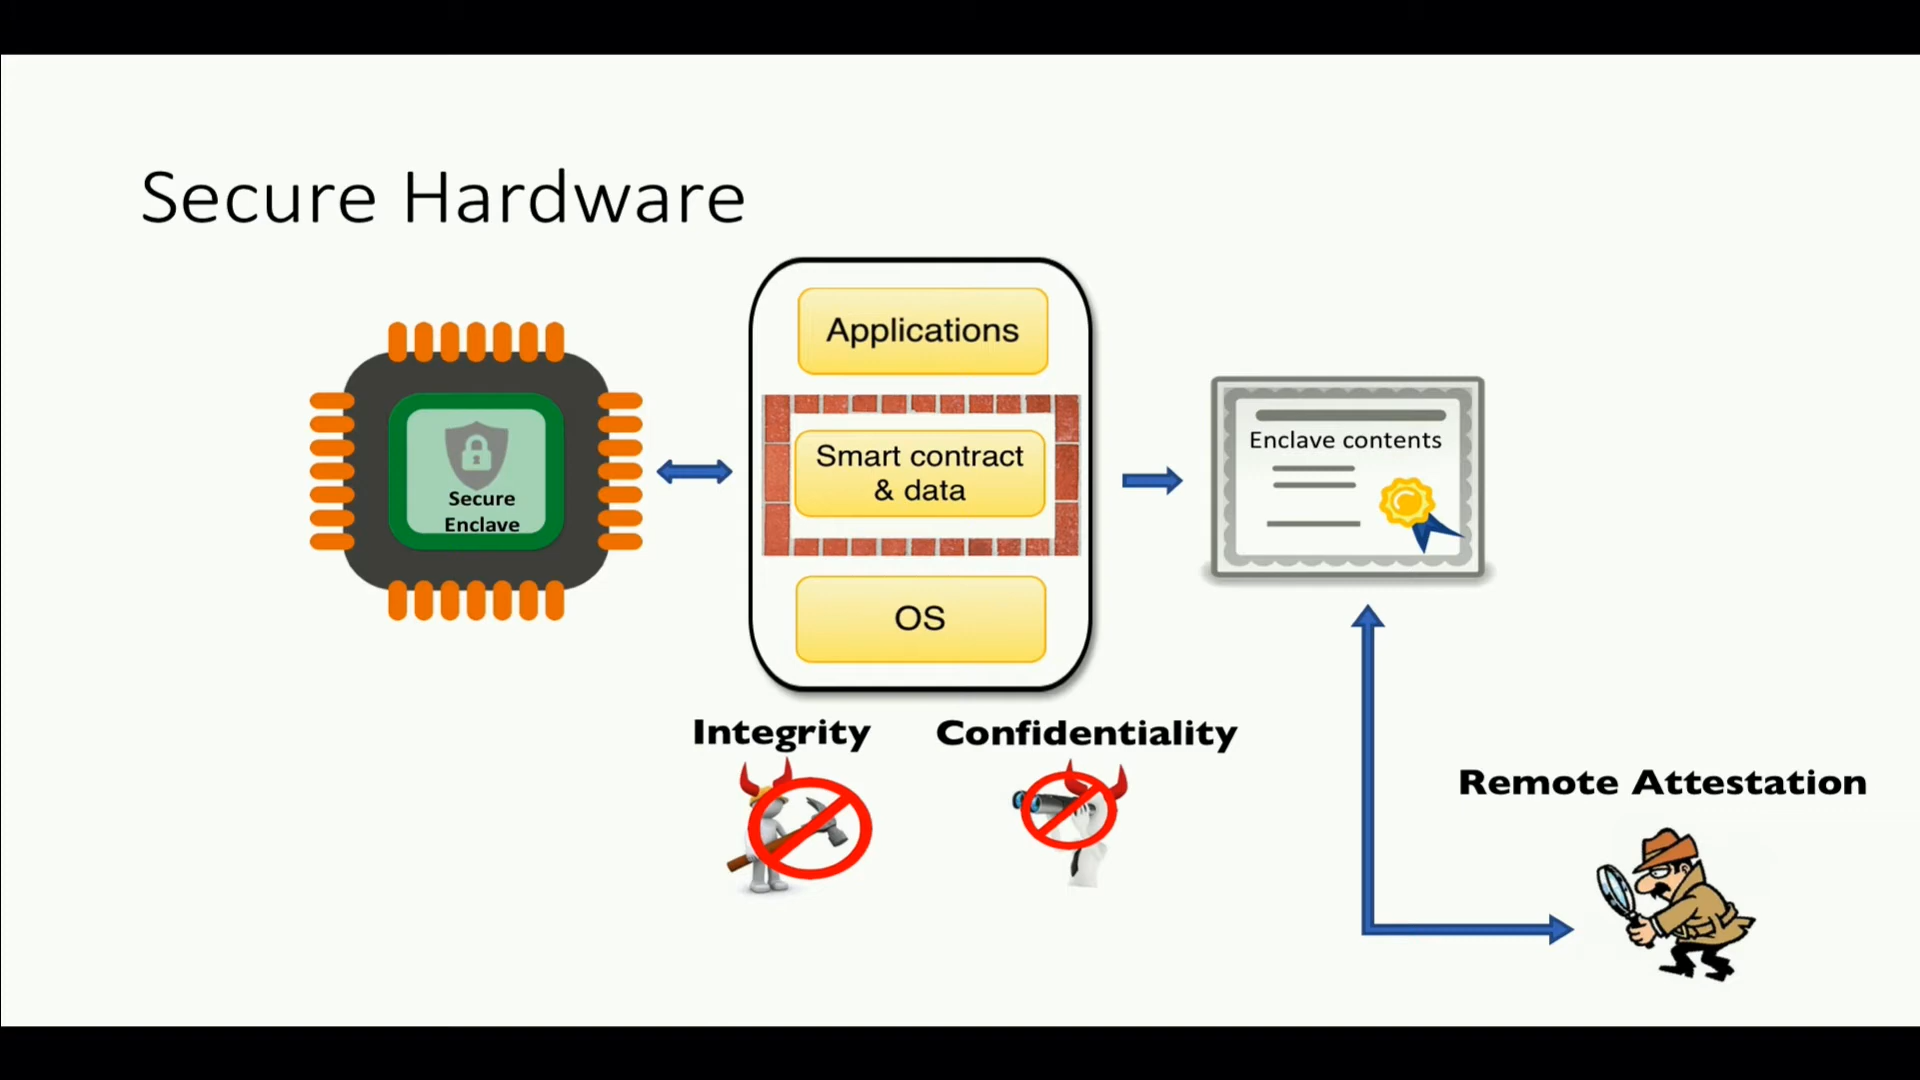 Secure Hardware
Secure
Enclave
Applications
Smart contract
& data
OS
Enclave contents
Integrity
Confidentiality
Remote Attestation